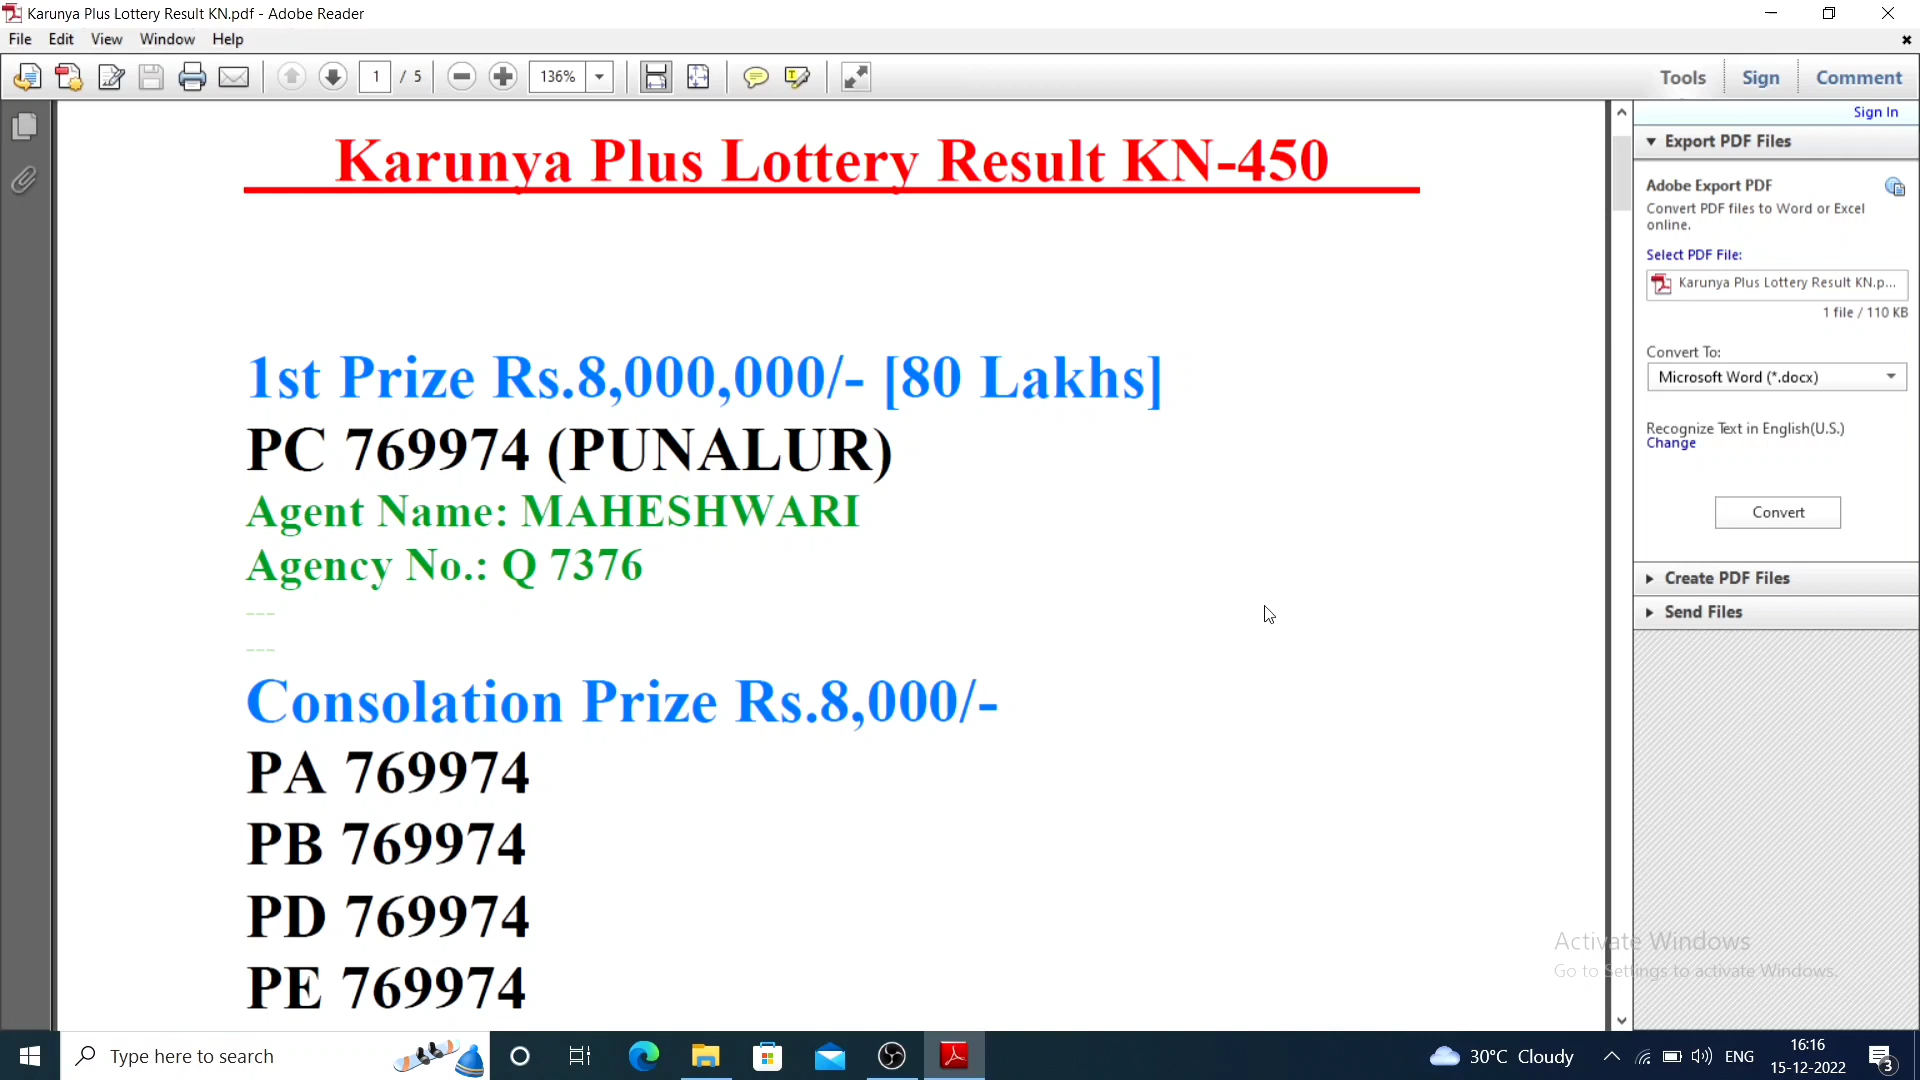 Karunya Plus Lottery Result KN.pdf - Adobe Reader
File Edit View Window Help
1 / 5 136% Tools Sign Comment
Sign In
Karunya Plus Lottery Result KN-450
1st Prize Rs.8,000,000/- [80 Lakhs]
PC 769974 (PUNALUR)
Agent Name: MAHESHWARI
Agency No.: Q 7376
---
---
Consolation Prize Rs.8,000/-
PA 769974
PB 769974
PD 769974
PE 769974
Export PDF Files
Adobe Export PDF
Convert PDF files to Word or Excel
online.
Select PDF File:
Karunya Plus Lottery Result KN.p...
1 file / 110 KB
Convert To:
Microsoft Word (*.docx)
Recognize Text in English(U.S.)
Change
Convert
Create PDF Files
Send Files
Activate Windows
Go to Settings to activate Windows.
Type here to search
30°C Cloudy
ENG
16:16
15-12-2022
3